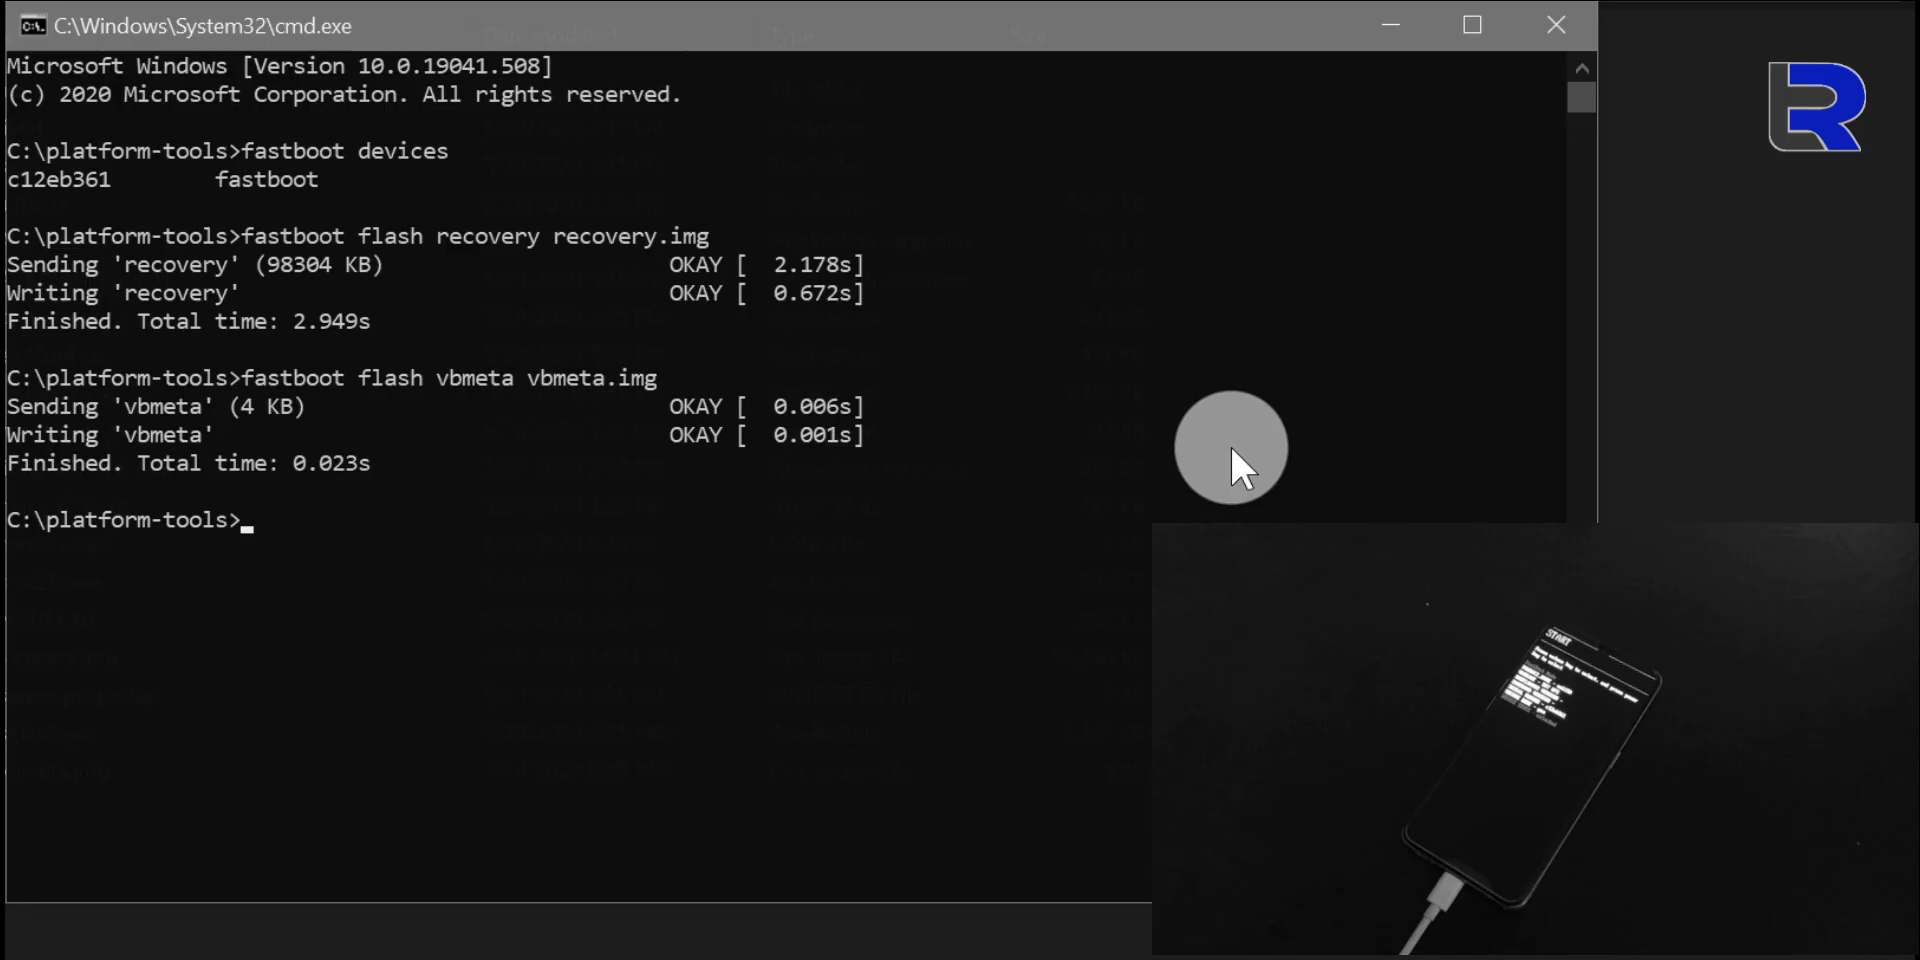 C:\Windows\System32\cmd.exe
Microsoft Windows [Version 10.0.19041.508]
(c) 2020 Microsoft Corporation. All rights reserved.
C:\platform-tools>fastboot devices
c12eb361 fastboot
C:\platform-tools>fastboot flash recovery recovery.img
Sending 'recovery' (98304 KB) OKAY [ 2.178s]
Writing 'recovery' OKAY [ 0.672s]
Finished. Total time: 2.949s
C:\platform-tools>fastboot flash vbmeta vbmeta.img
Sending 'vbmeta' (4 KB) OKAY [ 0.006s]
Writing 'vbmeta' OKAY [ 0.001s]
Finished. Total time: 0.023s
C:\platform-tools>
START